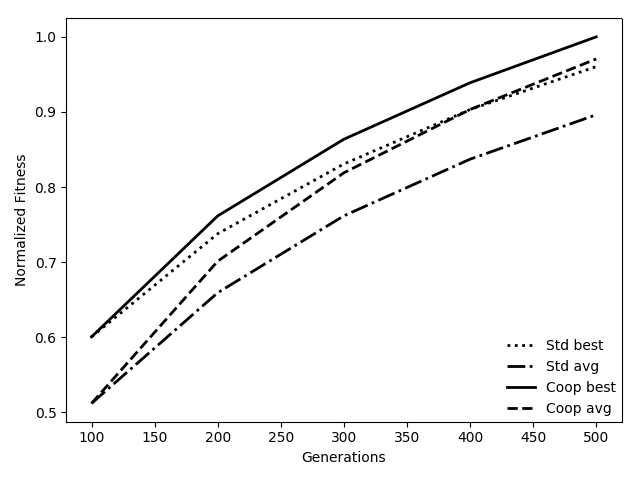 1.0
0.9
0.8
0.7
0.6
0.5
Normalized Fitness
100 150 200 250 300 350 400 450 500
Generations
Std best
Std avg
Coop best
Coop avg